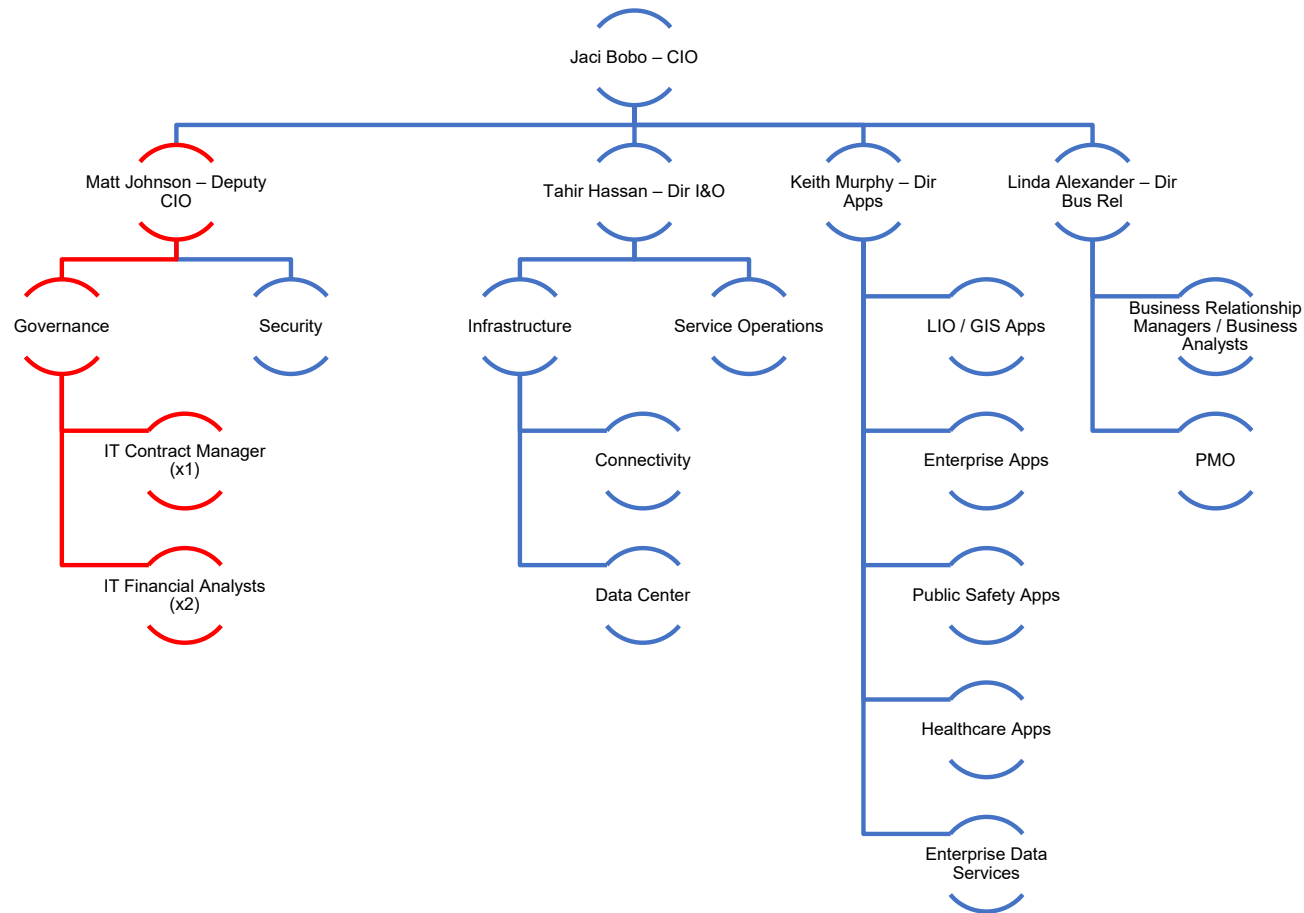 Jaci Bobo – CIO
Matt Johnson – Deputy
CIO
Tahir Hassan – Dir I&O
Keith Murphy – Dir
Apps
Linda Alexander – Dir
Bus Rel
Governance
Security
Infrastructure
Service Operations
LIO / GIS Apps
Business Relationship
Managers / Business
Analysts
IT Contract Manager
(x1)
Connectivity
Enterprise Apps
PMO
IT Financial Analysts
(x2)
Data Center
Public Safety Apps
Healthcare Apps
Enterprise Data
Services